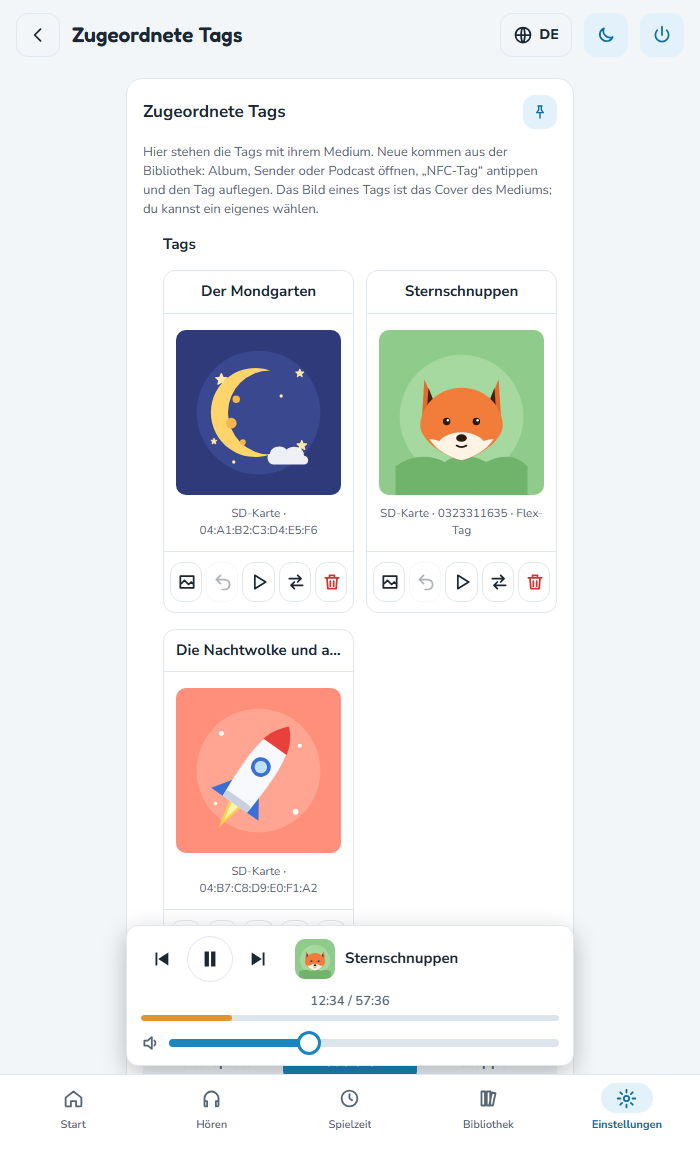 Zugeordnete Tags
DE
Zugeordnete Tags
Hier stehen die Tags mit ihrem Medium. Neue kommen aus der
Bibliothek: Album, Sender oder Podcast öffnen, „NFC-Tag“ antippen
und den Tag auflegen. Das Bild eines Tags ist das Cover des Mediums;
du kannst ein eigenes wählen.
Tags
Der Mondgarten
Sternschnuppen
SD-Karte ·
04:A1:B2:C3:D4:E5:F6
SD-Karte · 0323311635 · Flex-
Tag
Die Nachtwolke und a...
SD-Karte ·
04:B7:C8:D9:E0:F1:A2
Sternschnuppen
12:34 / 57:36
Start
Hören
Spielzeit
Bibliothek
Einstellungen